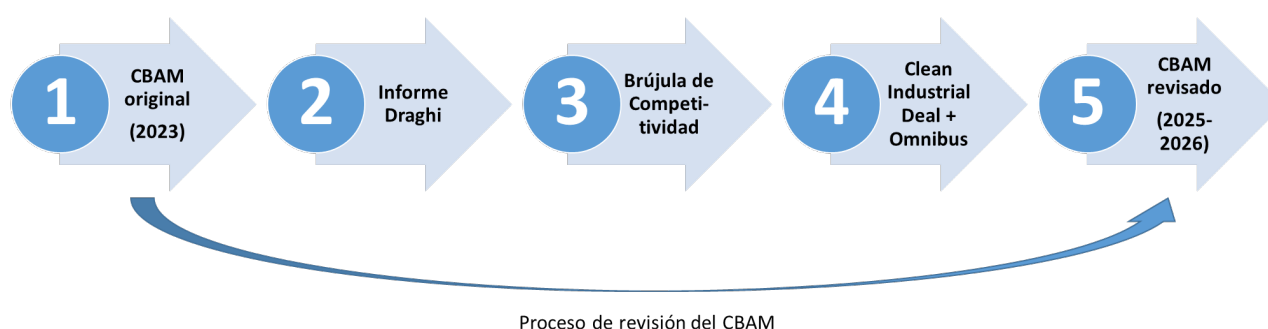 1
CBAM
original
(2023)
2
Informe
Draghi
3
Brújula de
Competi-
tividad
4
Clean
Industrial
Deal +
Omnibus
5
CBAM
revisado
(2025-
2026)
Proceso de revisión del CBAM